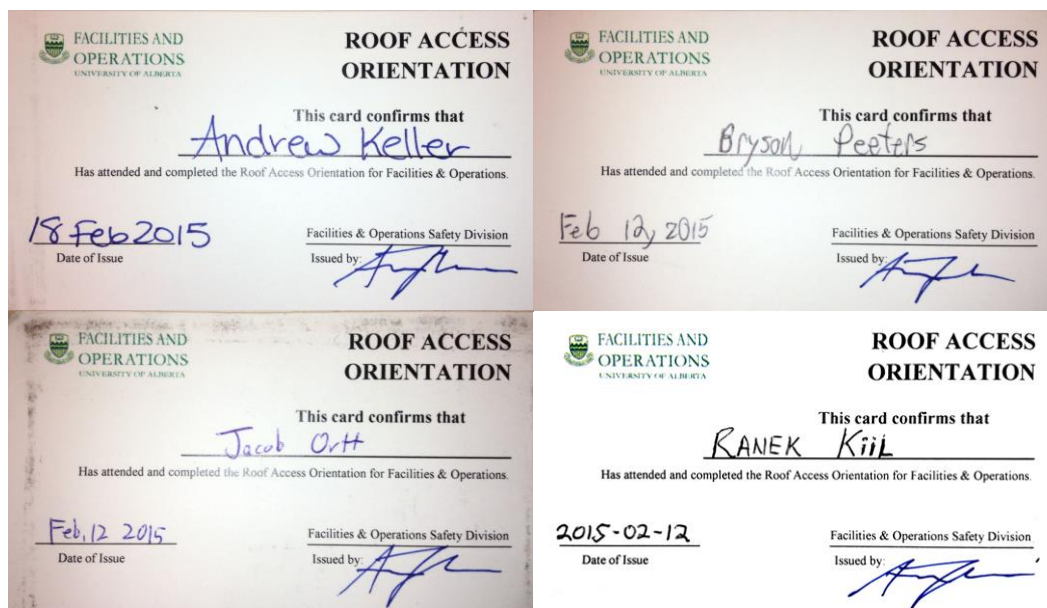 FACILITIES AND
OPERATIONS
UNIVERSITY OF ALBERTA
ROOF ACCESS
ORIENTATION
This card confirms that
Andrew Keller
Has attended and completed the Roof Access Orientation for Facilities & Operations.
18 Feb 2015
Date of Issue
Facilities & Operations Safety Division
Issued by:
FACILITIES AND
OPERATIONS
UNIVERSITY OF ALBERTA
ROOF ACCESS
ORIENTATION
This card confirms that
Bryson Peeters
Has attended and completed the Roof Access Orientation for Facilities & Operations.
Feb 12, 2015
Date of Issue
Facilities & Operations Safety Division
Issued by:
FACILITIES AND
OPERATIONS
UNIVERSITY OF ALBERTA
ROOF ACCESS
ORIENTATION
This card confirms that
Jacob Ortt
Has attended and completed the Roof Access Orientation for Facilities & Operations.
Feb, 12 2015
Date of Issue
Facilities & Operations Safety Division
Issued by:
FACILITIES AND
OPERATIONS
UNIVERSITY OF ALBERTA
ROOF ACCESS
ORIENTATION
This card confirms that
RANEK KiiL
Has attended and completed the Roof Access Orientation for Facilities & Operations.
2015-02-12
Date of Issue
Facilities & Operations Safety Division
Issued by: